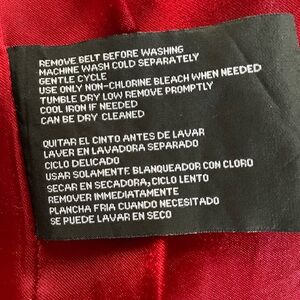 REMOVE BELT BEFORE WASHING
MACHINE WASH COLD SEPARATELY
GENTLE CYCLE
USE ONLY NON-CHLORINE BLEACH WHEN NEEDED
TUMBLE DRY LOW REMOVE PROMPTLY
COOL IRON IF NEEDED
CAN BE DRY CLEANED
QUITAR EL CINTO ANTES DE LAVAR
LAVER EN LAVADORA SEPARADO
CICLO DELICADO
USAR SOLAMENTE BLANQUEADOR CON CLORO
SECAR EN SECADORA, CICLO LENTO
REMOVER IMMEDIATAMENTE
PLANCHA FRIA CUANDO NECESITADO
SE PUEDE LAVAR EN SECO